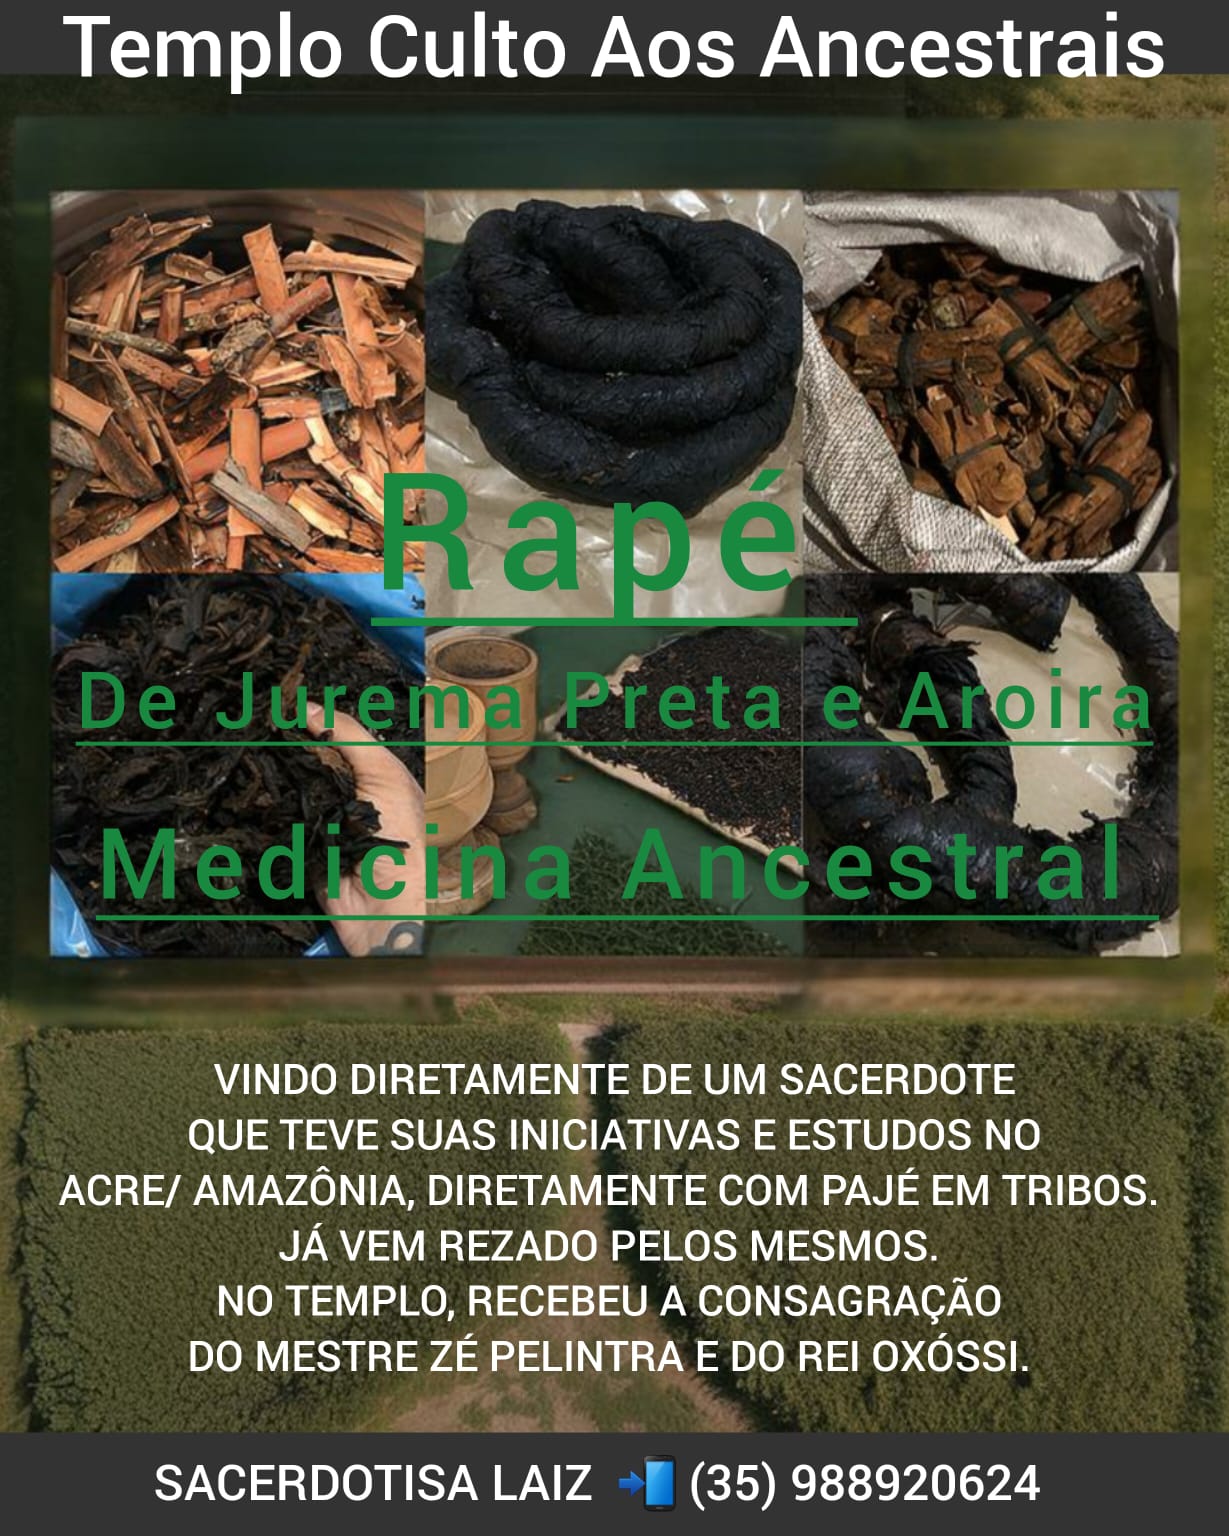 Templo Culto Aos Ancestrais
Rapé
De Jurema Preta e Aroira
Medicina Ancestral
VINDO DIRETAMENTE DE UM SACERDOTE
QUE TEVE SUAS INICIATIVAS E ESTUDOS NO
ACRE/ AMAZÔNIA, DIRETAMENTE COM PAJÉ EM TRIBOS.
JÁ VEM REZADO PELOS MESMOS.
NO TEMPLO, RECEBEU A CONSAGRAÇÃO
DO MESTRE ZÉ PELINTRA E DO REI OXÓSSI.
SACERDOTISA LAIZ 📲 (35) 988920624